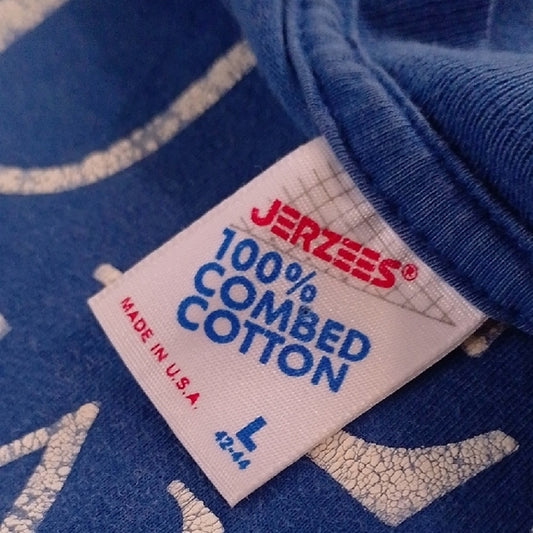 JERZEES®
100%
COMBED
COTTON
MADE IN U.S.A.
L
42-44